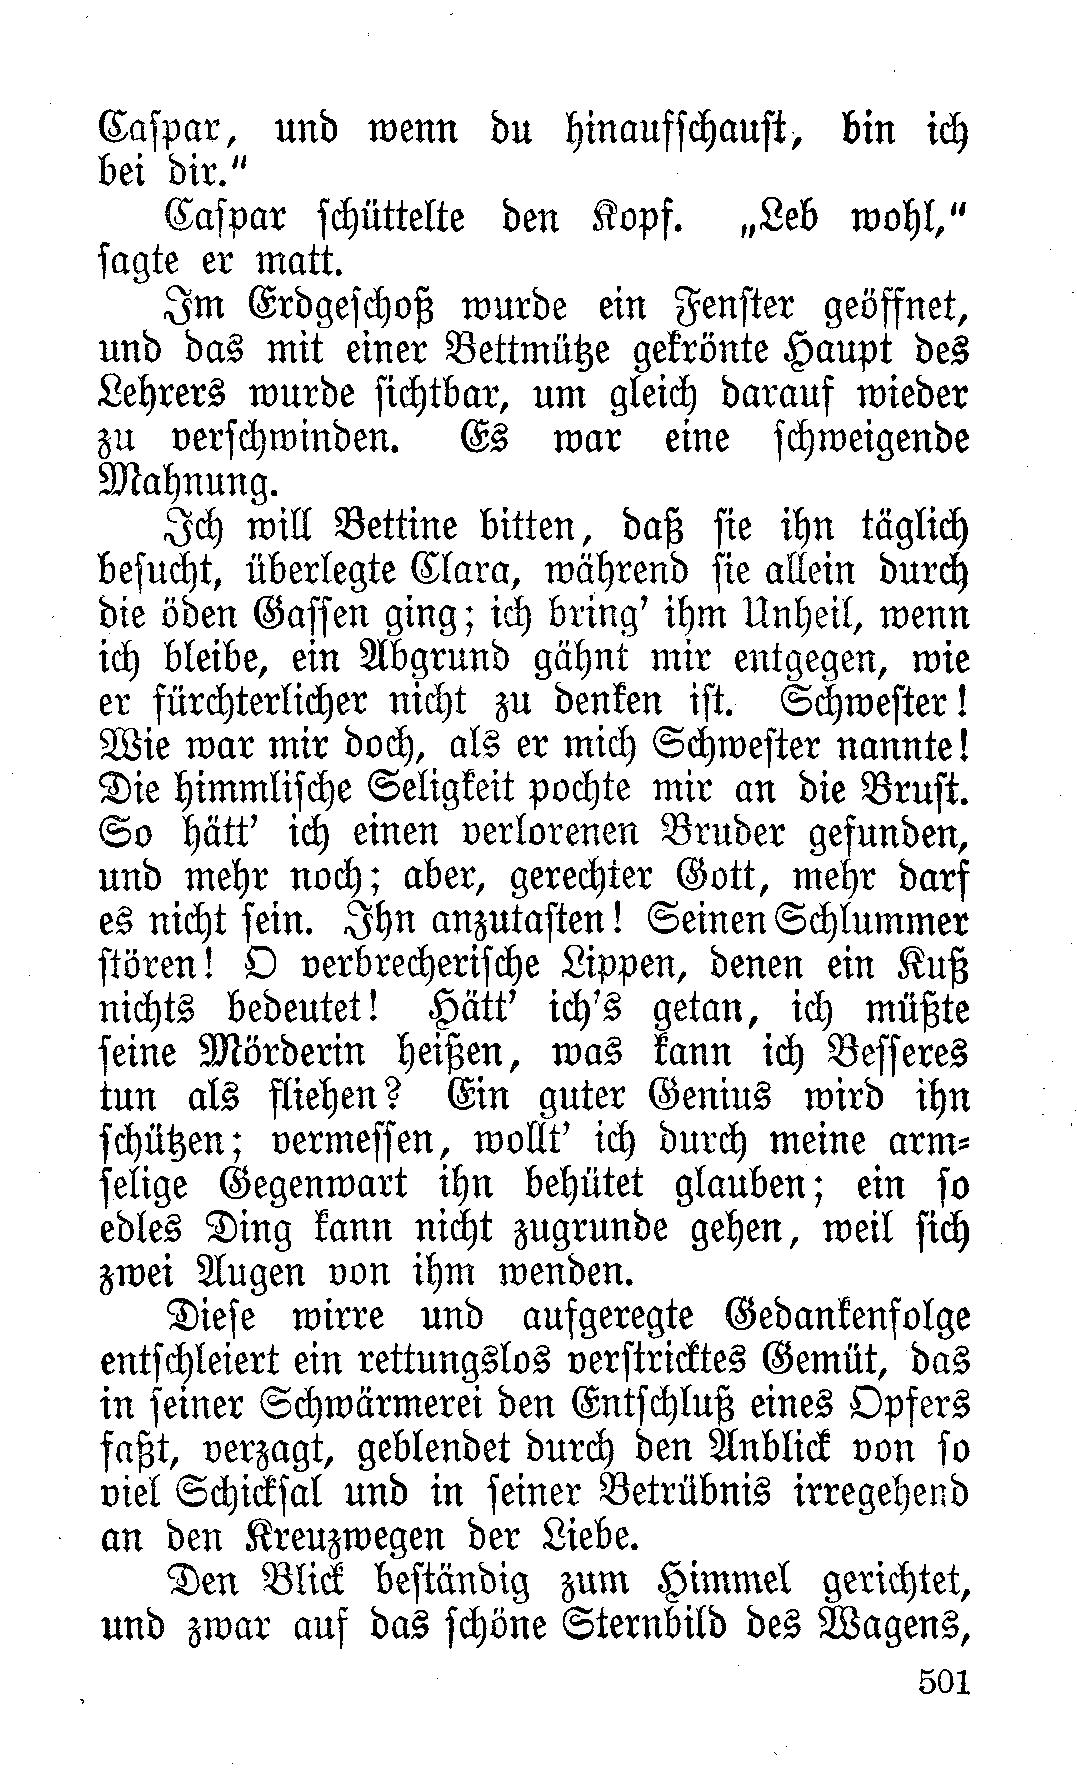 Caspar, und wenn du hinaufschaust, bin ich
bei dir.“
Caspar schüttelte den Kopf. „Leb wohl,“
sagte er matt.
Im Erdgeschoß wurde ein Fenster geöffnet,
und das mit einer Bettmütze gekrönte Haupt des
Lehrers wurde sichtbar, um gleich darauf wieder
zu verschwinden. Es war eine schweigende
Mahnung.
Ich will Bettine bitten, daß sie ihn täglich
besucht, überlegte Clara, während sie allein durch
die öden Gassen ging; ich bring’ ihm Unheil, wenn
ich bleibe, ein Abgrund gähnt mir entgegen, wie
er fürchterlicher nicht zu denken ist. Schwester!
Wie war mir doch, als er mich Schwester nannte!
Die himmlische Seligkeit pochte mir an die Brust.
So hätt’ ich einen verlorenen Bruder gefunden,
und mehr noch; aber, gerechter Gott, mehr darf
es nicht sein. Ihn anzutasten! Seinen Schlummer
stören! O verbrecherische Lippen, denen ein Kuß
nichts bedeutet! Hätt’ ich’s getan, ich müßte
seine Mörderin heißen, was kann ich Besseres
tun als fliehen? Ein guter Genius wird ihn
schützen; vermessen, wollt’ ich durch meine arm-
selige Gegenwart ihn behütet glauben; ein so
edles Ding kann nicht zugrunde gehen, weil sich
zwei Augen von ihm wenden.
Diese wirre und aufgeregte Gedankenfolge
entschleiert ein rettungslos verstricktes Gemüt, das
in seiner Schwärmerei den Entschluß eines Opfers
faßt, verzagt, geblendet durch den Anblick von so
viel Schicksal und in seiner Betrübnis irregehend
an den Kreuzwegen der Liebe.
Den Blick beständig zum Himmel gerichtet,
und zwar auf das schöne Sternbild des Wagens,
501